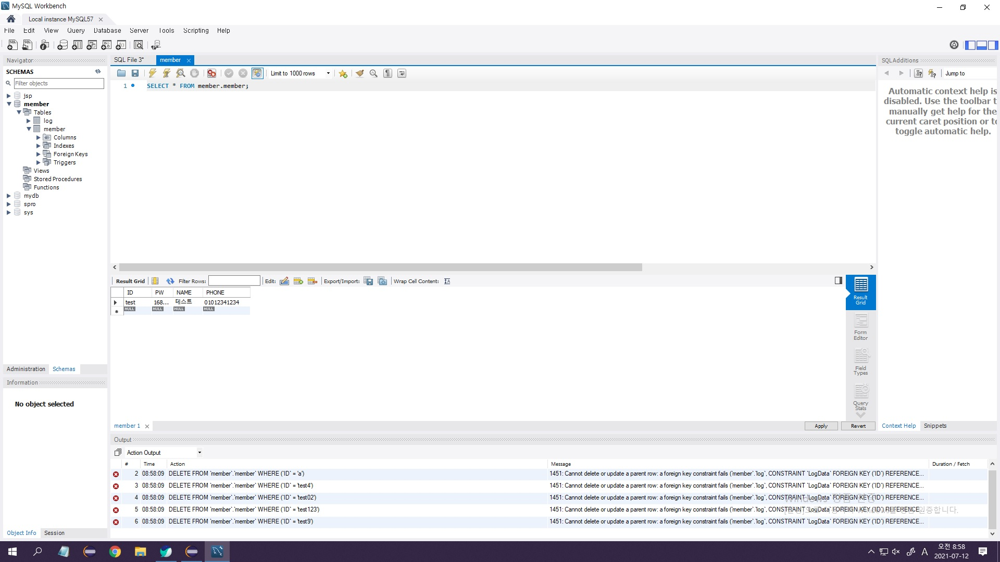 MySQL Workbench
Local instance MySQL57
File Edit View Query Database Server Tools Scripting Help
Navigator
SCHEMAS
Filter objects
jsp
member
Tables
log
member
Columns
Indexes
Foreign Keys
Triggers
Views
Stored Procedures
Functions
mydb
spro
sys
Administration Schemas
Information
No object selected
Object Info Session
SQL File 3* member
Limit to 1000 rows
1 SELECT * FROM member.member;
Result Grid Filter Rows: Edit: Export/Import: Wrap Cell Content:
ID PW NAME PHONE
test 168... 테스트 01012341234
NULL NULL NULL NULL
Result Grid
Form Editor
Field Types
Query Stats
member 1 Apply Revert
SQLAdditions
Jump to
Automatic context help is
disabled. Use the toolbar t
manually get help for the
current caret position or to
toggle automatic help.
Context Help Snippets
Output
Action Output
# Time Action Message Duration / Fetch
2 08:58:09 DELETE FROM `member`.`member` WHERE (`ID` = 'a') 1451: Cannot delete or update a parent row: a foreign key constraint fails (`member`.`log`, CONSTRAINT `LogData` FOREIGN KEY (`ID`) REFERENCE...
3 08:58:09 DELETE FROM `member`.`member` WHERE (`ID` = 'test4') 1451: Cannot delete or update a parent row: a foreign key constraint fails (`member`.`log`, CONSTRAINT `LogData` FOREIGN KEY (`ID`) REFERENCE...
4 08:58:09 DELETE FROM `member`.`member` WHERE (`ID` = 'test02') 1451: Cannot delete or update a parent row: a foreign key constraint fails (`member`.`log`, CONSTRAINT `LogData` FOREIGN KEY (`ID`) REFERENCE...
5 08:58:09 DELETE FROM `member`.`member` WHERE (`ID` = 'test123') 1451: Cannot delete or update a parent row: a foreign key constraint fails (`member`.`log`, CONSTRAINT `LogData` FOREIGN KEY (`ID`) REFERENCE...
6 08:58:09 DELETE FROM `member`.`member` WHERE (`ID` = 'test9') 1451: Cannot delete or update a parent row: a foreign key constraint fails (`member`.`log`, CONSTRAINT `LogData` FOREIGN KEY (`ID`) REFERENCE...
Windows 정품 인증
인증합니다.
A
오전 8:58
2021-07-12